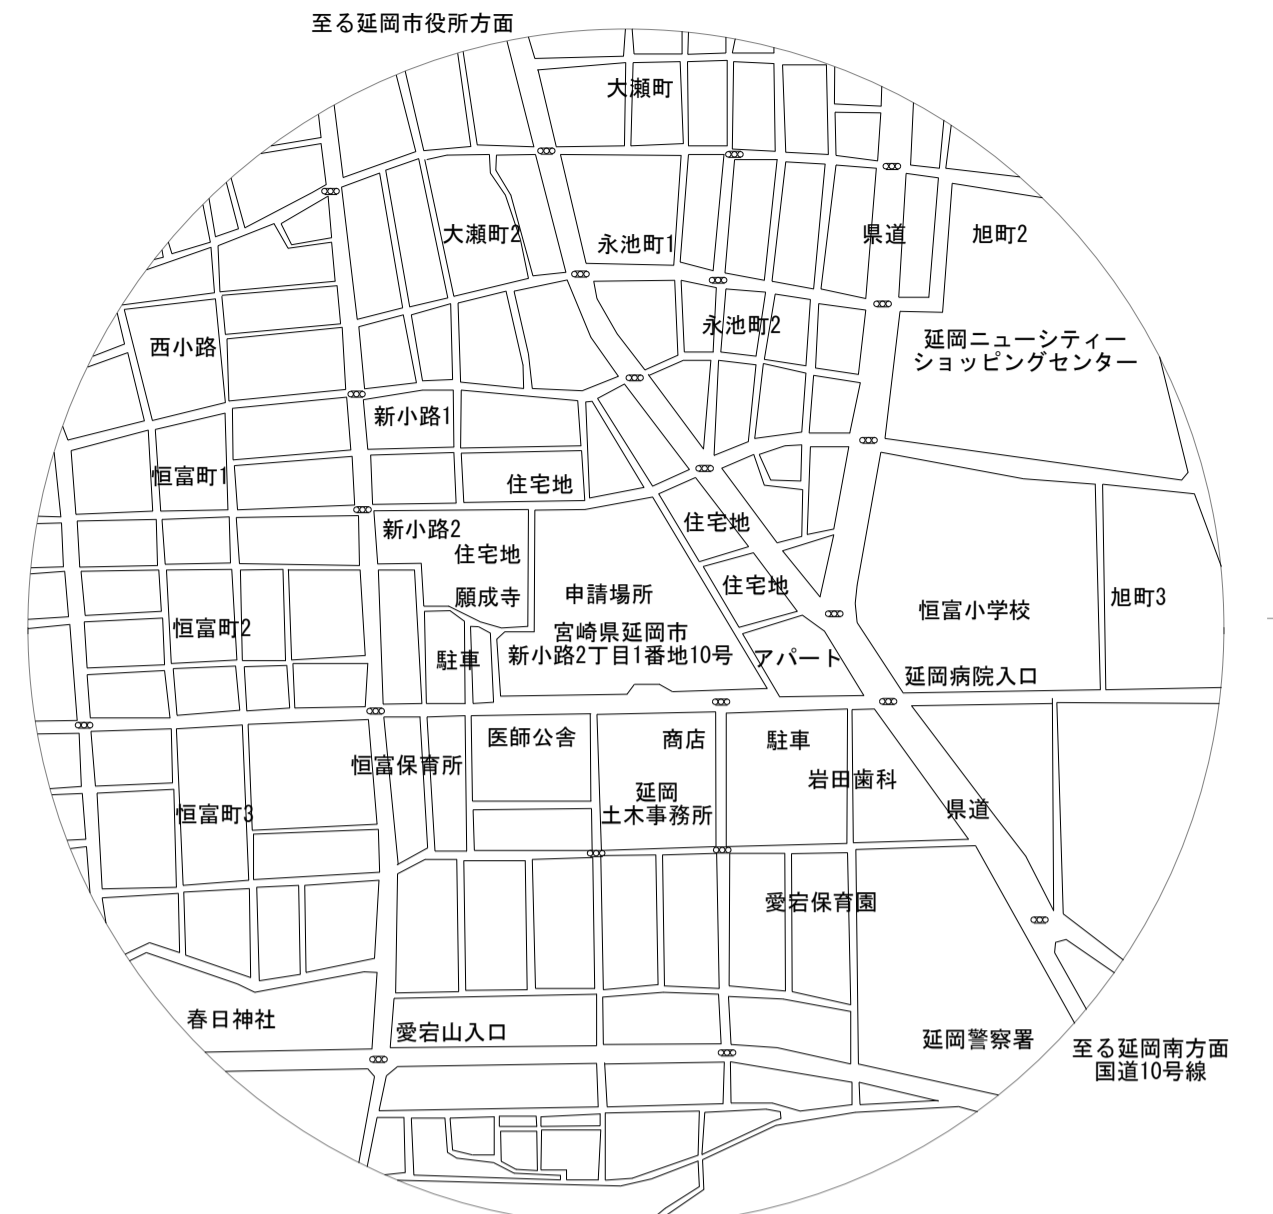 至る延岡市役所方面
大瀬町
大瀬町2
永池町1
県道
旭町2
永池町2
西小路
延岡ニューシティー
ショッピングセンター
新小路1
恒富町1
住宅地
新小路2
住宅地
住宅地
願成寺
申請場所
住宅地
恒富小学校
旭町3
恒富町2
宮崎県延岡市
新小路2丁目1番地10号
駐車
アパート
延岡病院入口
医師公舎
商店
駐車
恒富保育所
岩田歯科
延岡
土木事務所
恒富町3
県道
愛宕保育園
春日神社
愛宕山入口
延岡警察署
至る延岡南方面
国道10号線